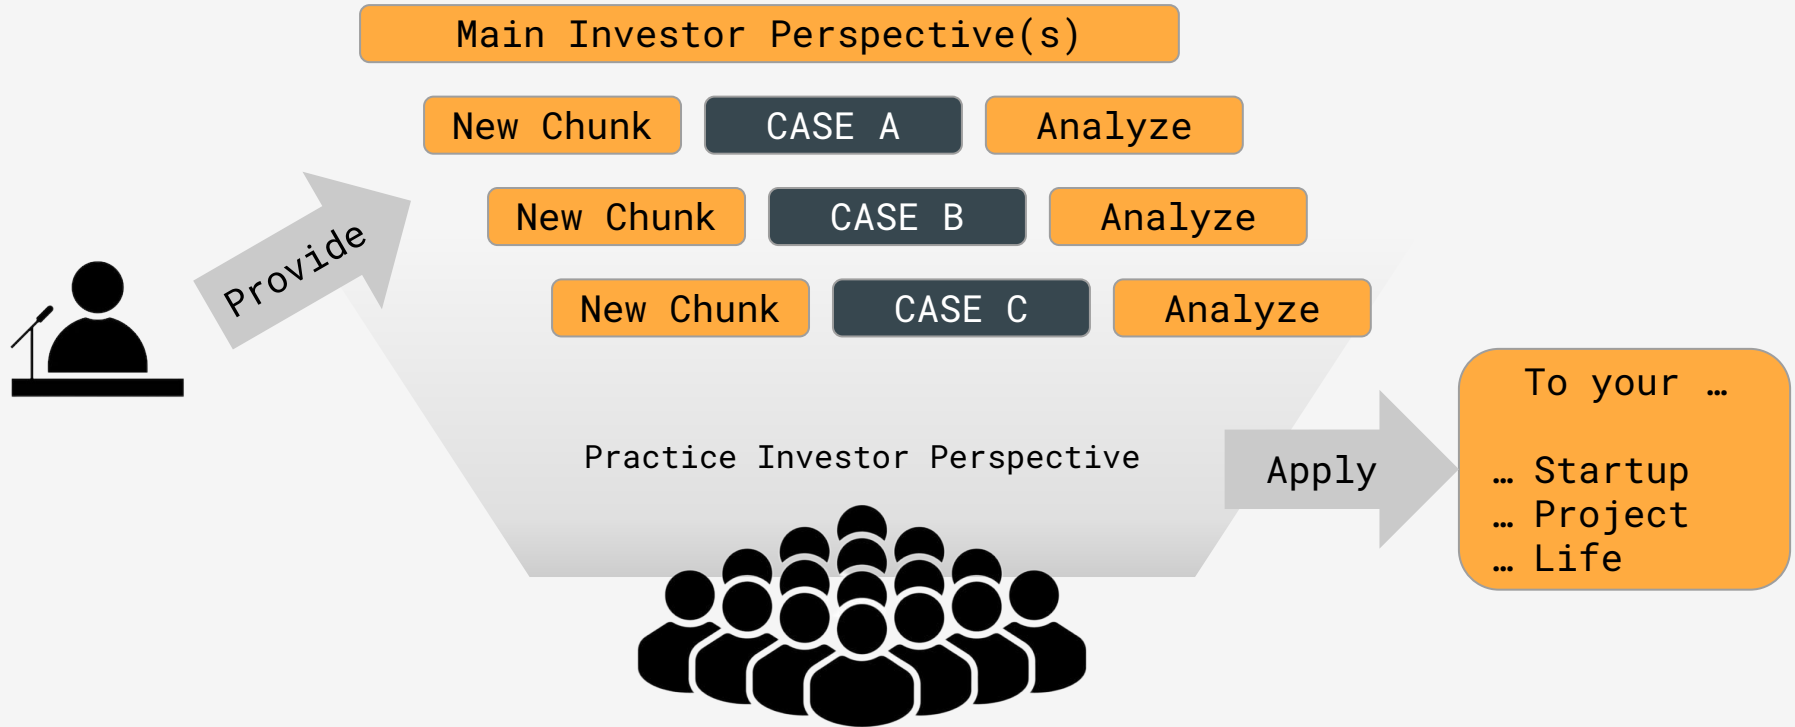 Main Investor Perspective(s)
New Chunk
CASE A
Analyze
New Chunk
CASE B
Analyze
New Chunk
CASE C
Analyze
Provide
Practice Investor Perspective
Apply
To your …
… Startup
… Project
… Life